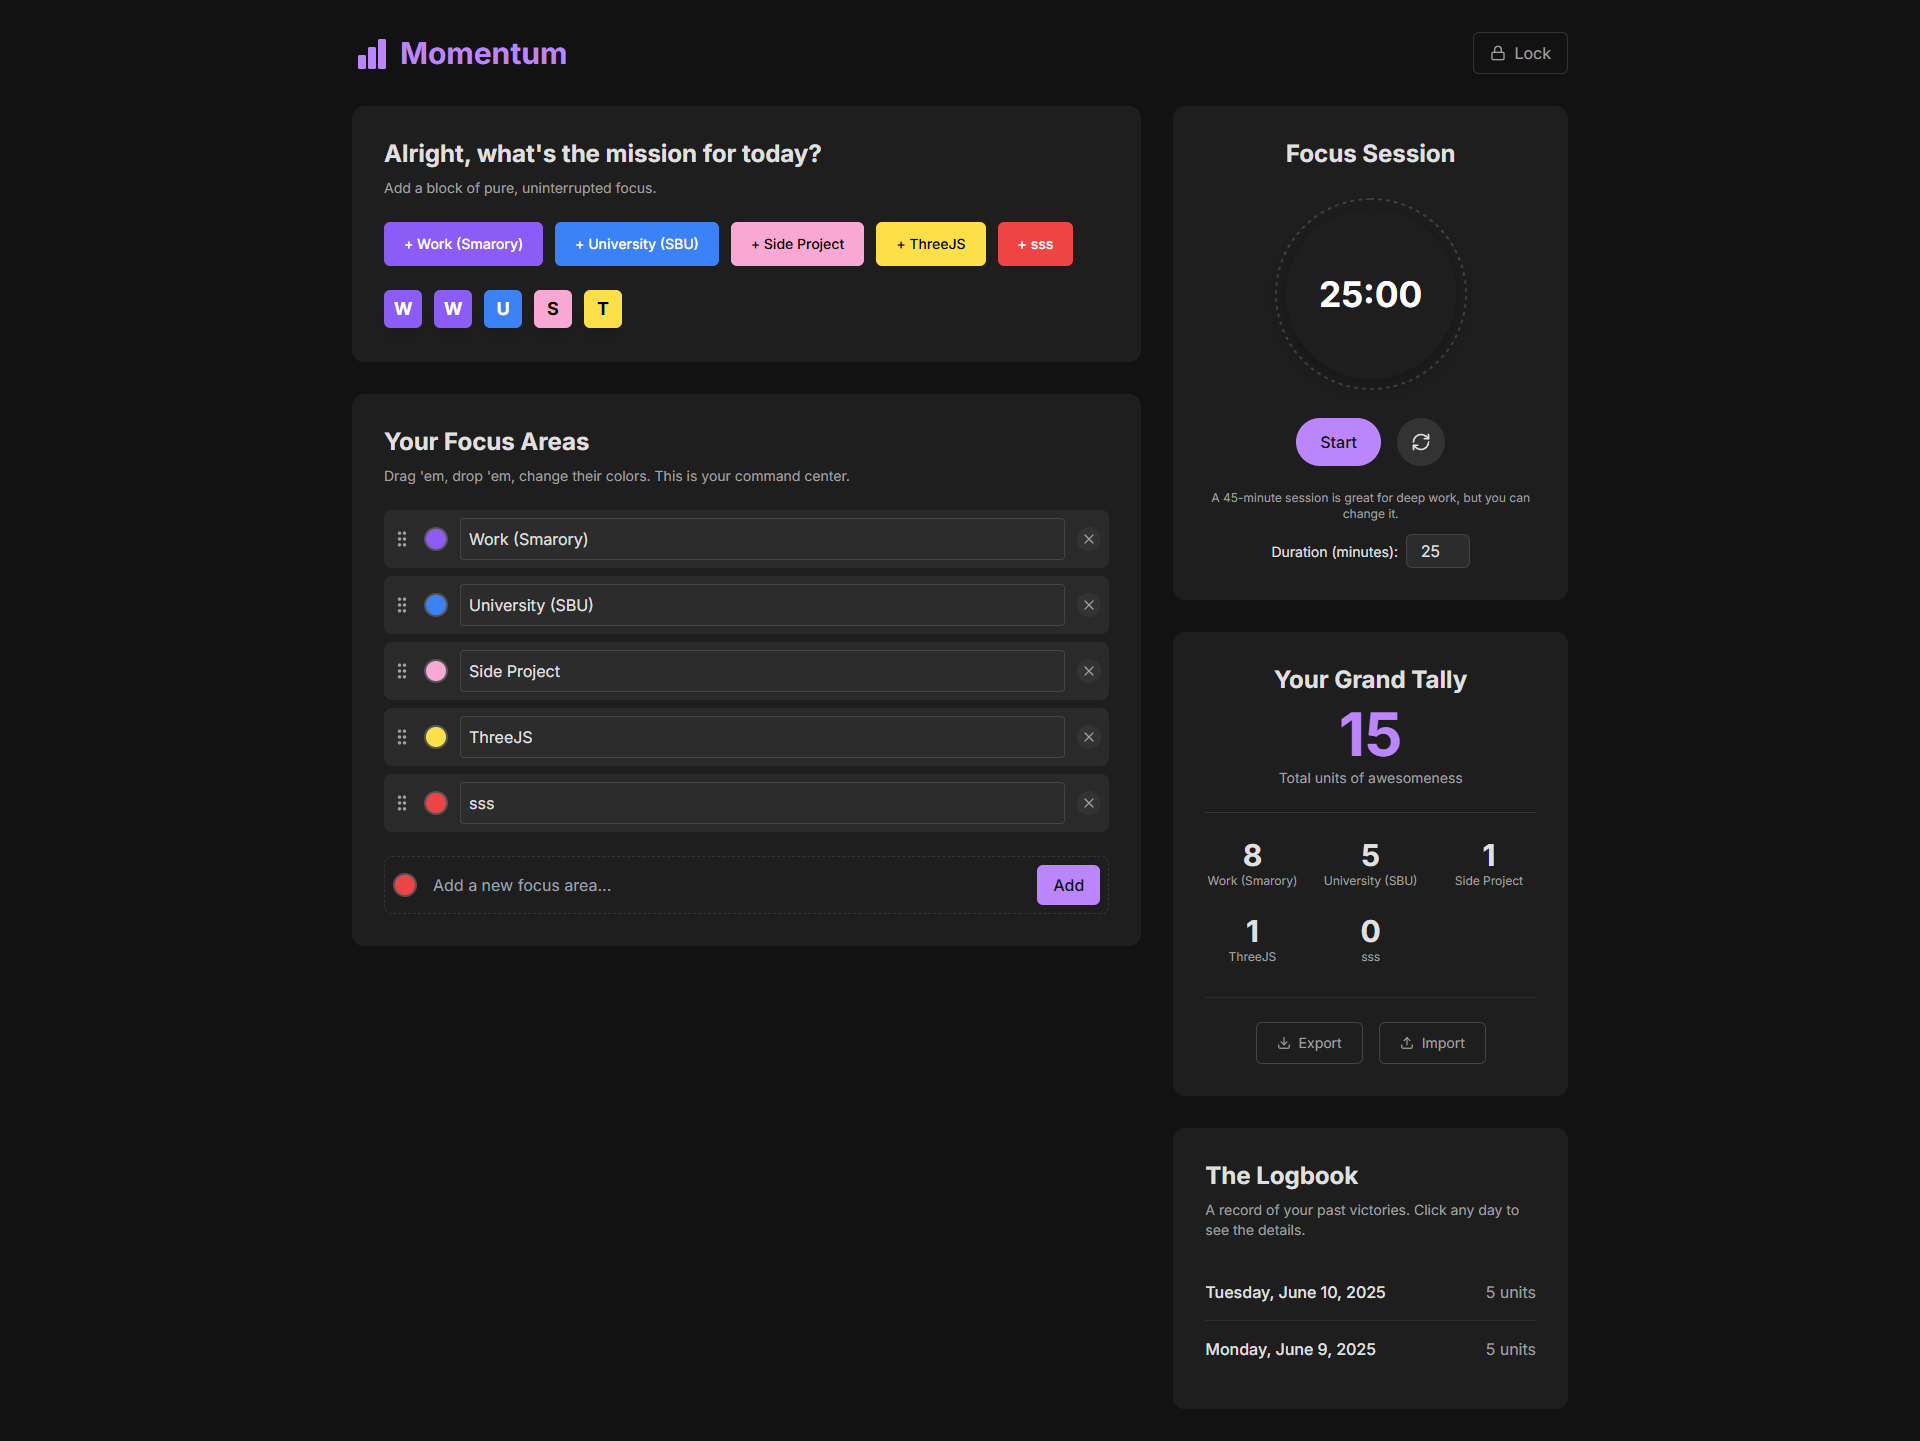 Momentum
Lock
Alright, what's the mission for today?
Add a block of pure, uninterrupted focus.
+ Work (Smarory)
+ University (SBU)
+ Side Project
+ ThreeJS
+ sss
W
W
U
S
T
Your Focus Areas
Drag 'em, drop 'em, change their colors. This is your command center.
Work (Smarory)
University (SBU)
Side Project
ThreeJS
sss
Add a new focus area...
Add
Focus Session
25:00
Start
A 45-minute session is great for deep work, but you can
change it.
Duration (minutes): 25
Your Grand Tally
15
Total units of awesomeness
8
Work (Smarory)
5
University (SBU)
1
Side Project
1
ThreeJS
0
sss
Export
Import
The Logbook
A record of your past victories. Click any day to
see the details.
Tuesday, June 10, 2025 5 units
Monday, June 9, 2025 5 units